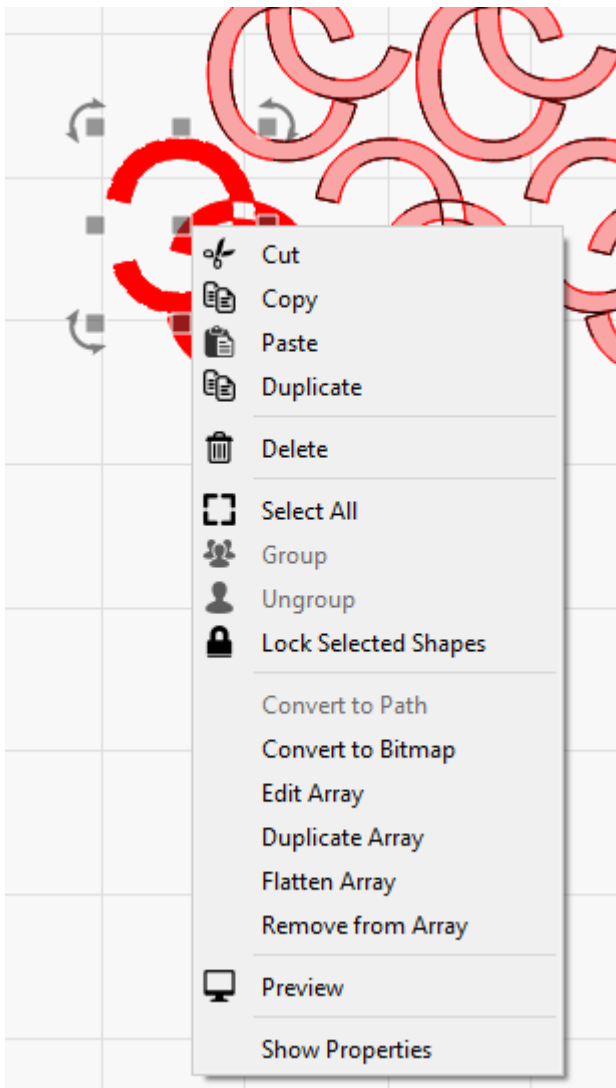 Cut
Copy
Paste
Duplicate
Delete
Select All
Group
Ungroup
Lock Selected Shapes
Convert to Path
Convert to Bitmap
Edit Array
Duplicate Array
Flatten Array
Remove from Array
Preview
Show Properties